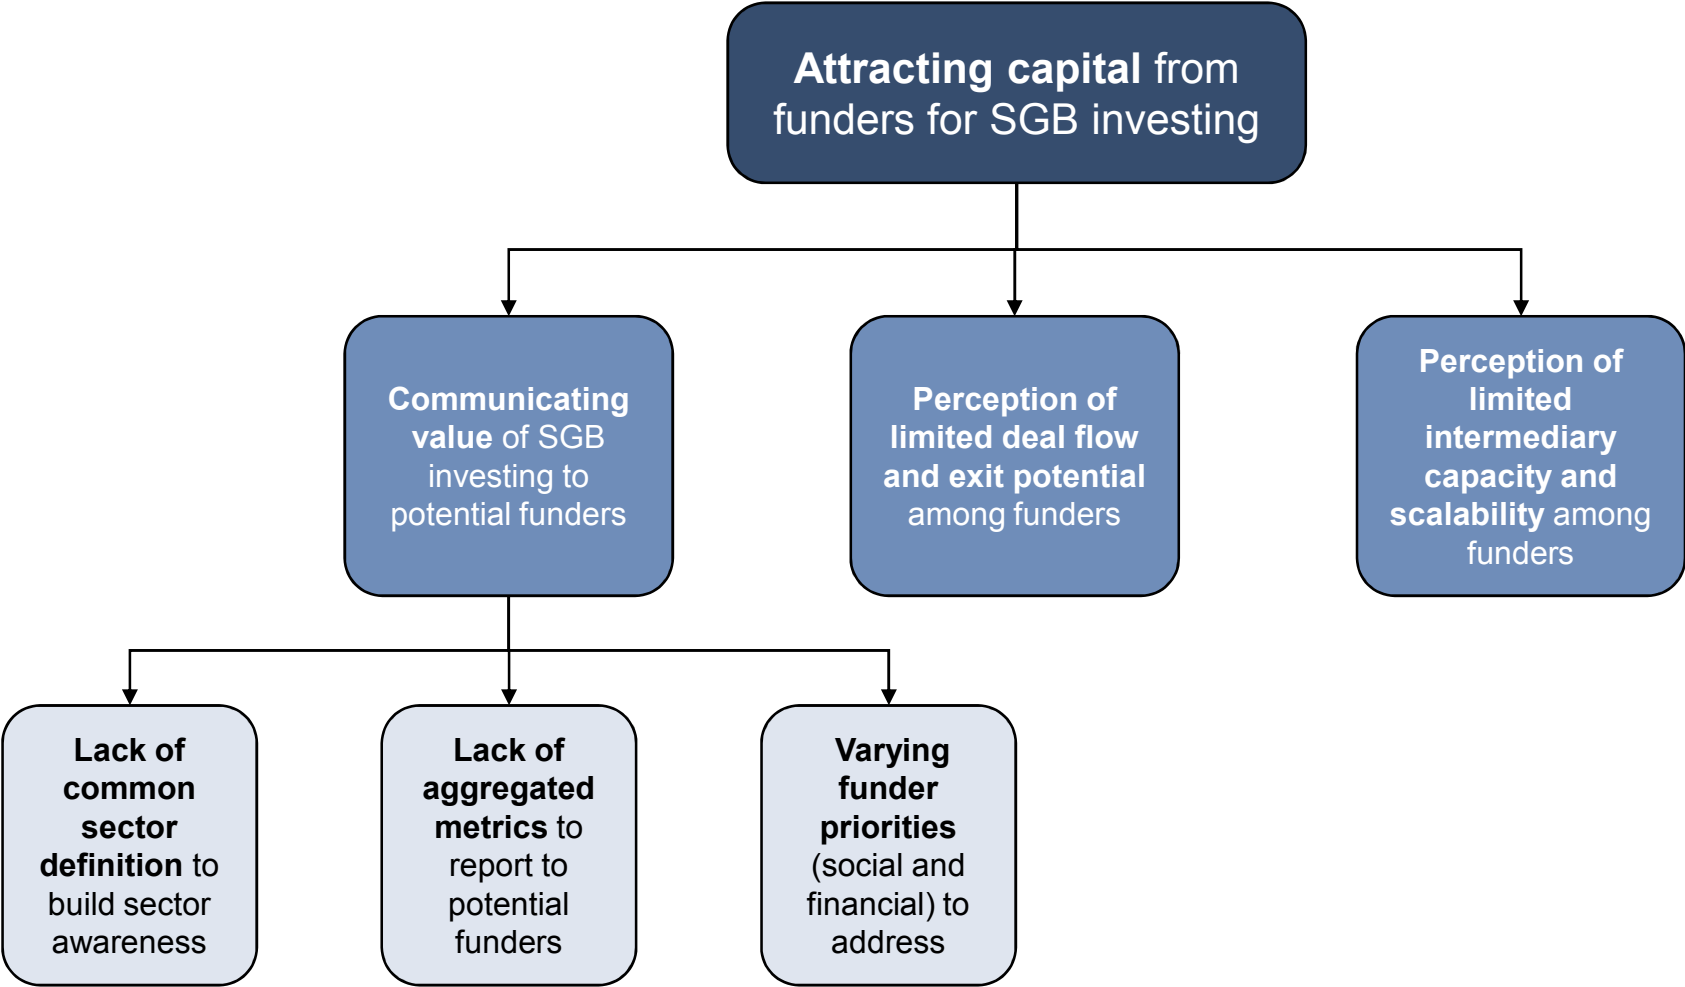 Attracting capital from
funders for SGB investing
Communicating
value of SGB
investing to
potential funders
Perception of
limited deal flow
and exit potential
among funders
Perception of
limited
intermediary
capacity and
scalability among
funders
Lack of
common
sector
definition to
build sector
awareness
Lack of
aggregated
metrics to
report to
potential
funders
Varying
funder
priorities
(social and
financial) to
address